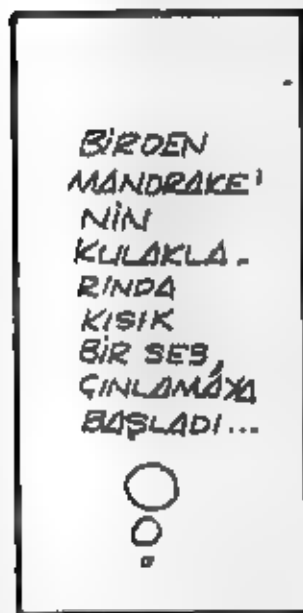 BİRDEN
MANDRAKE'
NİN
KULAKLA-
RINDA
KISIK
BİR SES,
ÇINLAMAYA
BAŞLADI...